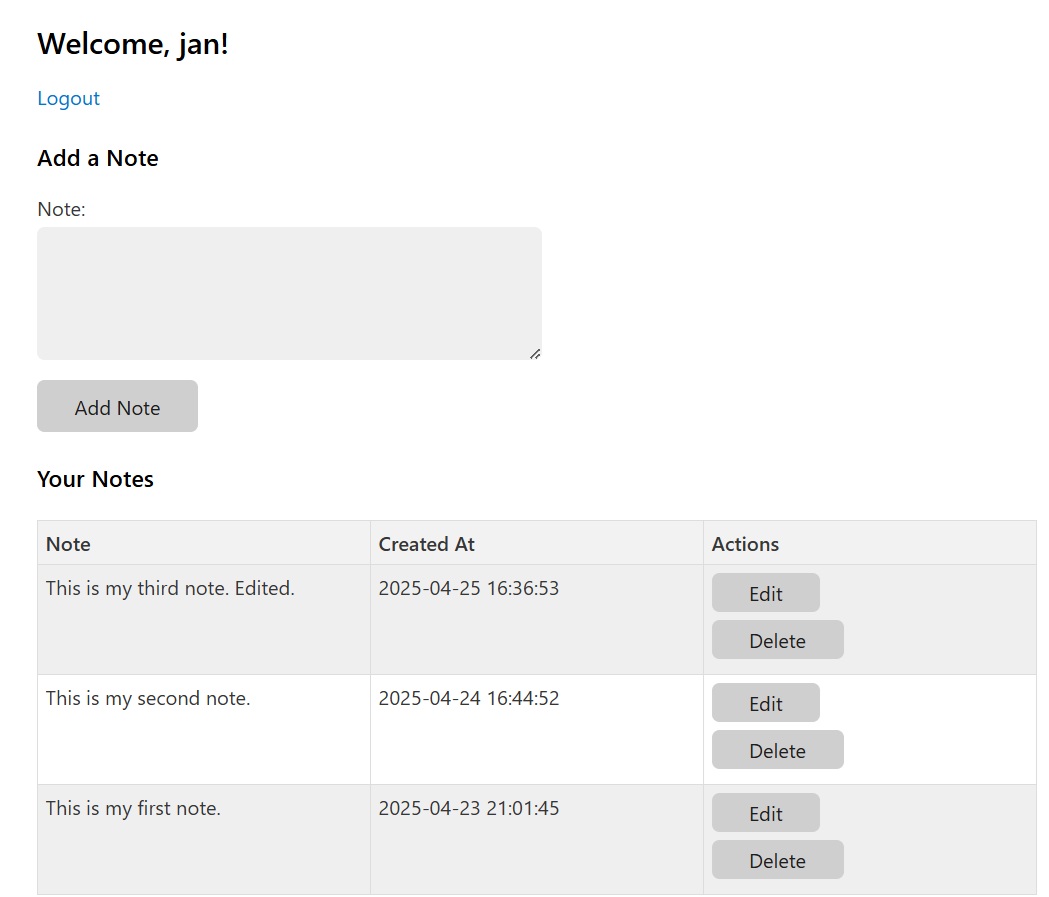 Welcome, jan!
Logout
Add a Note
Note:
Add Note
Your Notes
Note Created At Actions
This is my third note. Edited. 2025-04-25 16:36:53 Edit
Delete
This is my second note. 2025-04-24 16:44:52 Edit
Delete
This is my first note. 2025-04-23 21:01:45 Edit
Delete